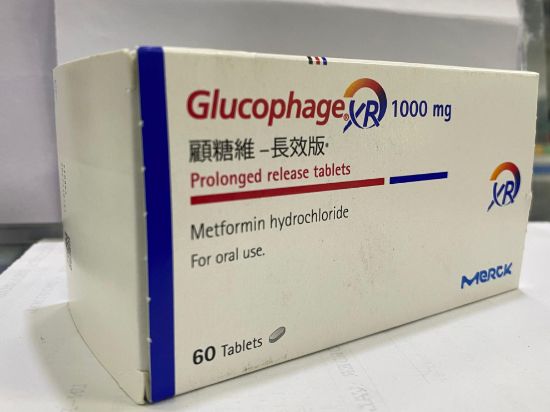 Glucophage® XR 1000 mg
顧糖維 –長效版•
Prolonged release tablets
XR
Metformin hydrochloride
For oral use.
Merck
60 Tablets